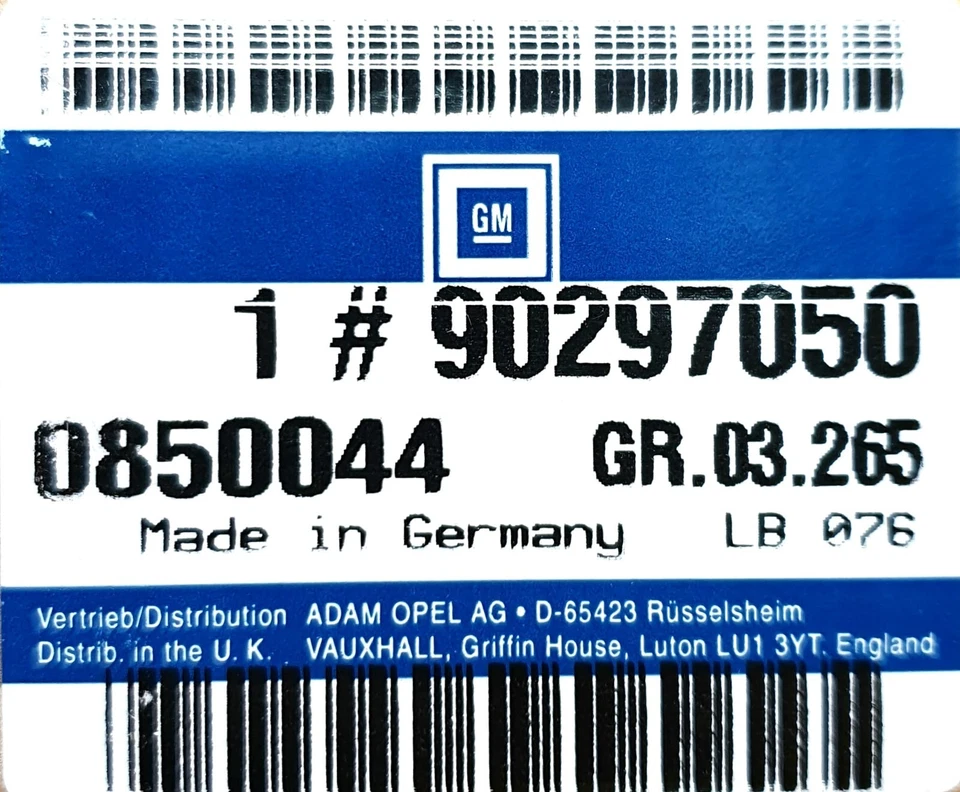 GM
1 # 90297050
0850044 GR.03.265
Made in Germany LB 076
Vertrieb/Distribution ADAM OPEL AG • D-65423 Rüsselsheim
Distrib. in the U. K. VAUXHALL, Griffin House, Luton LU1 3YT. England